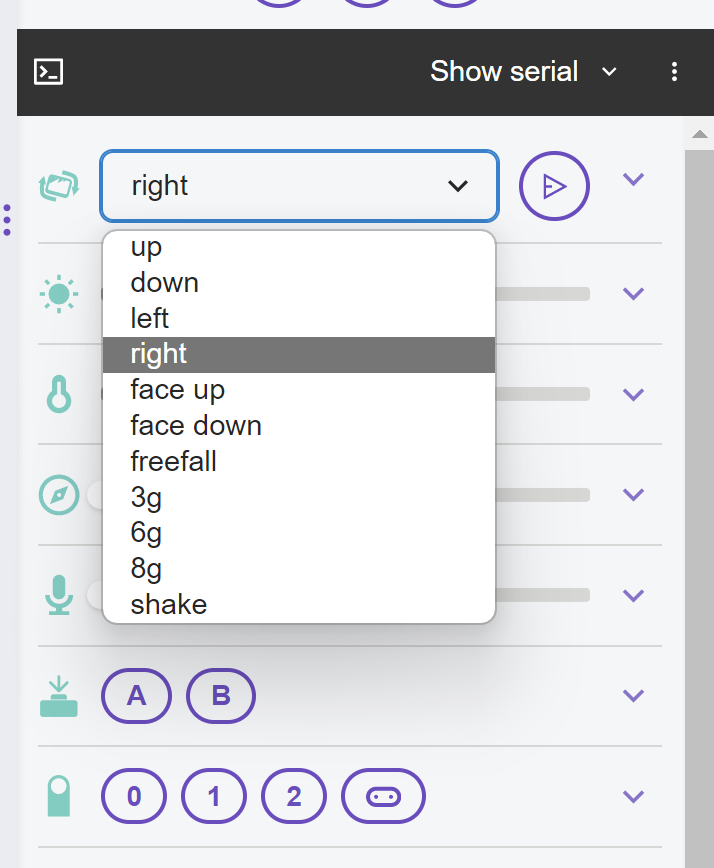 Show serial
right
up
down
left
right
face up
face down
freefall
3g
6g
8g
shake
A B
0 1 2